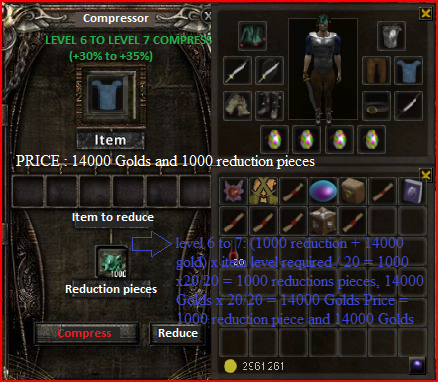 Compressor
LEVEL 6 TO LEVEL 7 COMPRESS
(+30% to +35%)
Item
PRICE : 14000 Golds and 1000 reduction pieces
Item to reduce
1000
Reduction pieces
Compress
Reduce
20
level 6 to 7: (1000 reduction + 14000
gold) x item level required / 20 = 1000
x20/20 = 1000 reductions pieces, 14000
Golds x 20/20 = 14000 Golds Price =
1000 reduction piece and 14000 Golds
2961261